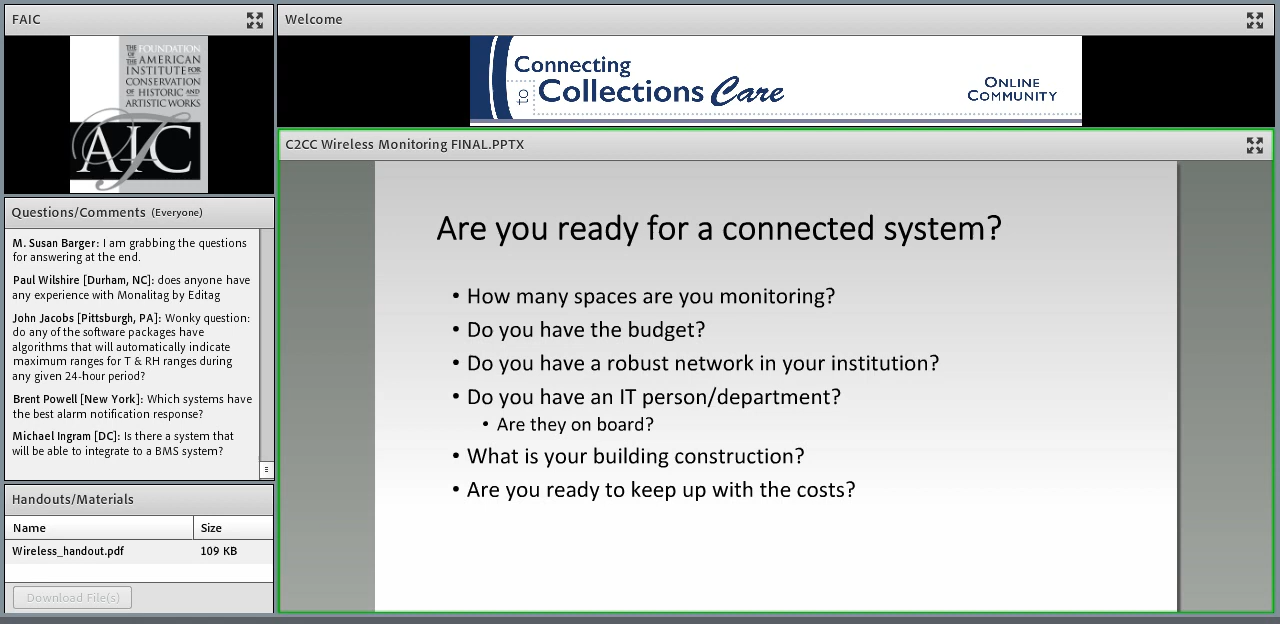 FAIC
THE FOUNDATION
OF THE AMERICAN
INSTITUTE FOR
CONSERVATION
OF HISTORIC AND
ARTISTIC WORKS
AIC
Questions/Comments (Everyone)
M. Susan Barger: I am grabbing the questions
for answering at the end.
Paul Wilshire [Durham, NC]: does anyone have
any experience with Monalitag by Editag
John Jacobs [Pittsburgh, PA]: Wonky question:
do any of the software packages have
algorithms that will automatically indicate
maximum ranges for T & RH ranges during
any given 24-hour period?
Brent Powell [New York]: Which systems have
the best alarm notification response?
Michael Ingram [DC]: Is there a system that
will be able to integrate to a BMS system?
Handouts/Materials
Name Size
Wireless_handout.pdf 109 KB
Download File(s)
Welcome
Connecting
to Collections Care
ONLINE
COMMUNITY
C2CC Wireless Monitoring FINAL.PPTX
Are you ready for a connected system?
• How many spaces are you monitoring?
• Do you have the budget?
• Do you have a robust network in your institution?
• Do you have an IT person/department?
• Are they on board?
• What is your building construction?
• Are you ready to keep up with the costs?